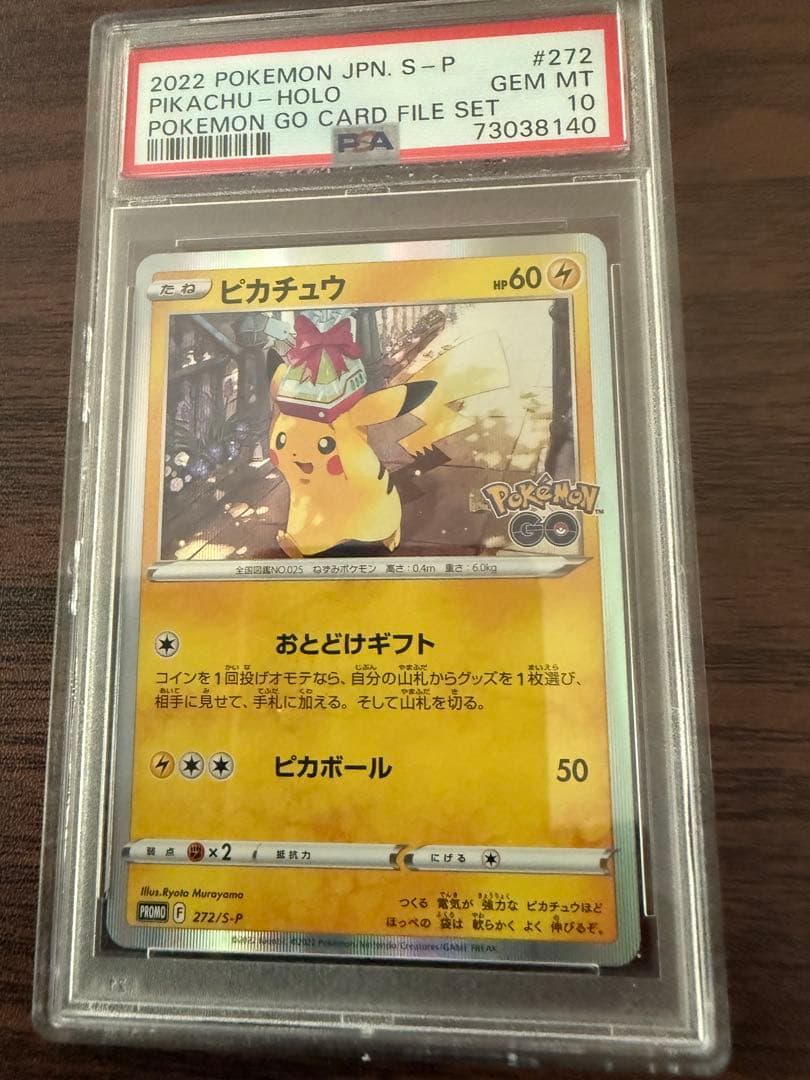 2022 POKEMON JPN. S-P #272
PIKACHU-HOLO GEM MT
POKEMON GO CARD FILE SET 10
PSA 73038140
たね ピカチュウ HP60
Pokémon GO
全国図鑑NO.025 ねずみポケモン 高さ:0.4m 重さ:6.0kg
おとどけギフト
コインを1回投げオモテなら、自分の山札からグッズを1枚選び、
相手に見せて、手札に加える。そして山札を切る。
ピカボール 50
弱点 ×2 抵抗力 にげる
Illus.Ryota Murayama
PROMO F 272/S-P
つくる 電気が 強力な ピカチュウほど
ほっぺの 袋は 軟らかく よく 伸びるぞ。
©2022 Pokémon/Nintendo/Creatures/GAME FREAK